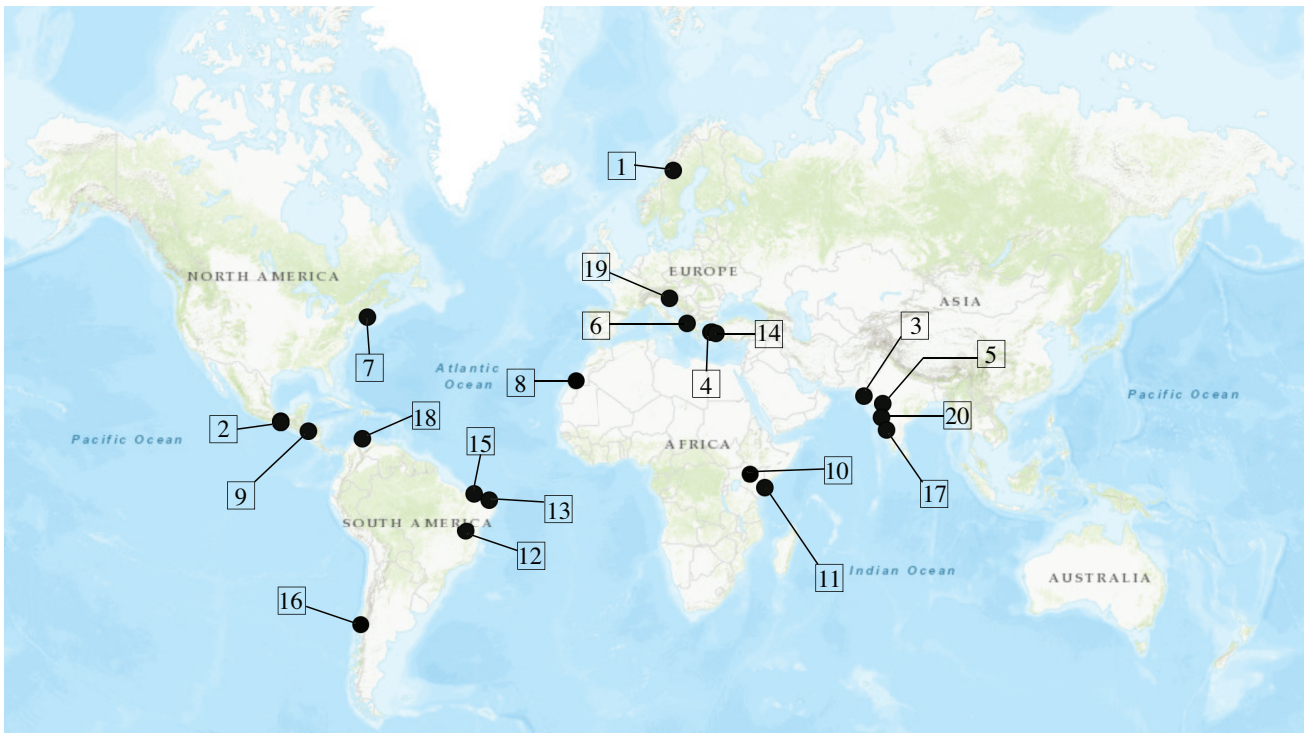 1
19
EUROPE
NORTH AMERICA
ASIA
6
14
3
7
Atlantic
Ocean
8
4
5
Pacific Ocean
2
18
20
Pacific Ocean
15
AFRICA
9
10
17
13
SOUTH AMERICA
12
11
Indian Ocean
AUSTRALIA
16